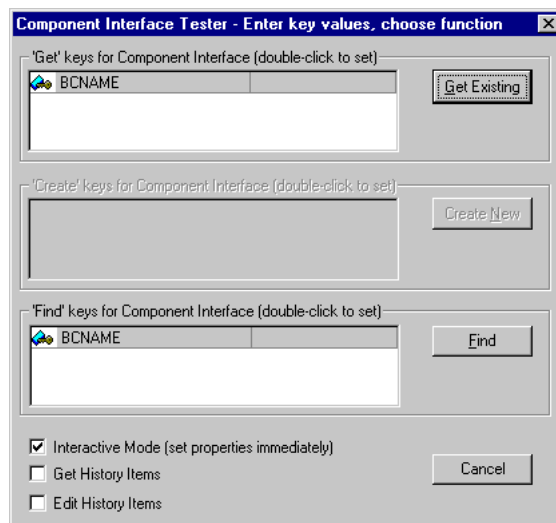 Component Interface Tester - Enter key values, choose function
'Get' keys for Component Interface (double-click to set)
BCNAME
Get Existing
'Create' keys for Component Interface (double-click to set)
Create New
'Find' keys for Component Interface (double-click to set)
BCNAME
Find
Interactive Mode (set properties immediately)
Get History Items
Cancel
Edit History Items